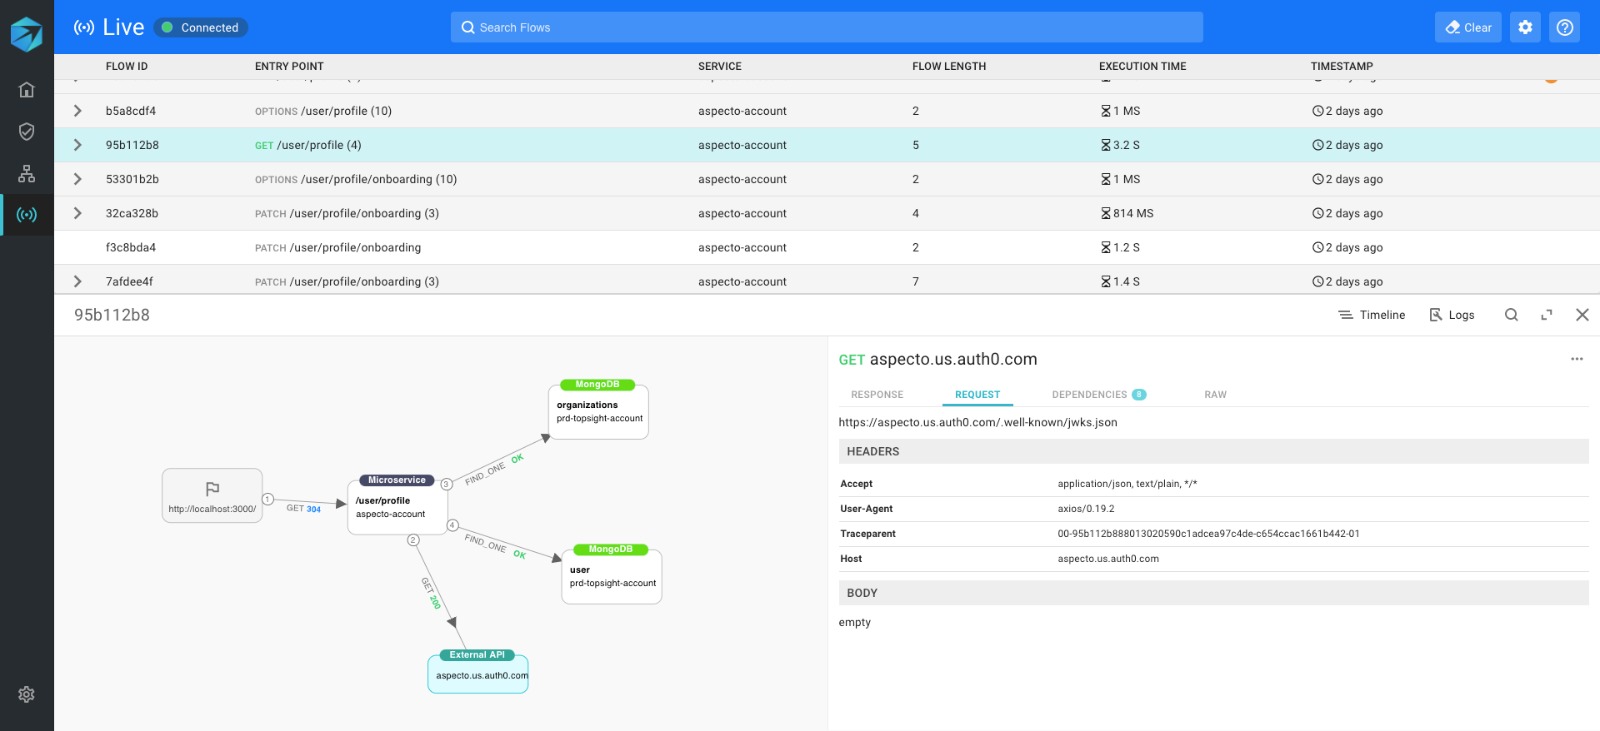 Live
Connected
Search Flows
Clear
FLOW ID ENTRY POINT SERVICE FLOW LENGTH EXECUTION TIME TIMESTAMP
b5a8cdf4 OPTIONS /user/profile (10) aspecto-account 2 1 MS 2 days ago
95b112b8 GET /user/profile (4) aspecto-account 5 3.2 S 2 days ago
53301b2b OPTIONS /user/profile/onboarding (10) aspecto-account 2 1 MS 2 days ago
32ca328b PATCH /user/profile/onboarding (3) aspecto-account 4 814 MS 2 days ago
f3c8bda4 PATCH /user/profile/onboarding aspecto-account 2 1.2 S 2 days ago
7afdee4f PATCH /user/profile/onboarding (3) aspecto-account 7 1.4 S 2 days ago
95b112b8
Timeline
Logs
MongoDB
organizations
prd-topsight-account
FIND_ONE OK
3
Microservice
/user/profile
aspecto-account
http://localhost:3000/
1
GET 304
4
FIND_ONE OK
2
MongoDB
user
prd-topsight-account
GET 200
External API
aspecto.us.auth0.com
GET aspecto.us.auth0.com
RESPONSE REQUEST DEPENDENCIES 0 RAW
https://aspecto.us.auth0.com/.well-known/jwks.json
HEADERS
Accept application/json, text/plain, */*
User-Agent axios/0.19.2
Traceparent 00-95b112b888013020590c1adcea97c4de-c654ccac1661b442-01
Host aspecto.us.auth0.com
BODY
empty